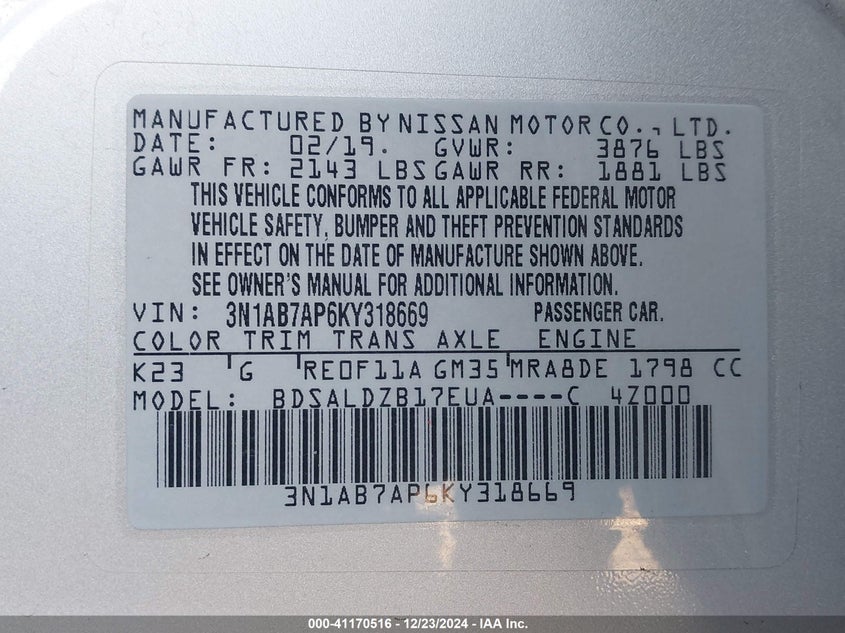 MANUFACTURED BY NISSAN MOTOR CO., LTD.
DATE: 02/19. GVWR: 3876 LBS
GAWR FR: 2143 LBS GAWR RR: 1881 LBS
THIS VEHICLE CONFORMS TO ALL APPLICABLE FEDERAL MOTOR
VEHICLE SAFETY, BUMPER AND THEFT PREVENTION STANDARDS
IN EFFECT ON THE DATE OF MANUFACTURE SHOWN ABOVE.
SEE OWNER'S MANUAL FOR ADDITIONAL INFORMATION.
VIN: 3N1AB7AP6KY318669 PASSENGER CAR.
COLOR TRIM TRANS AXLE ENGINE
K23 G RE0F11A GM35 MRA8DE 1798 CC
MODEL: BDSALDZB17EUA----C 4Z000
3N1AB7AP6KY318669
000-41170516 - 12/23/2024 - IAA Inc.